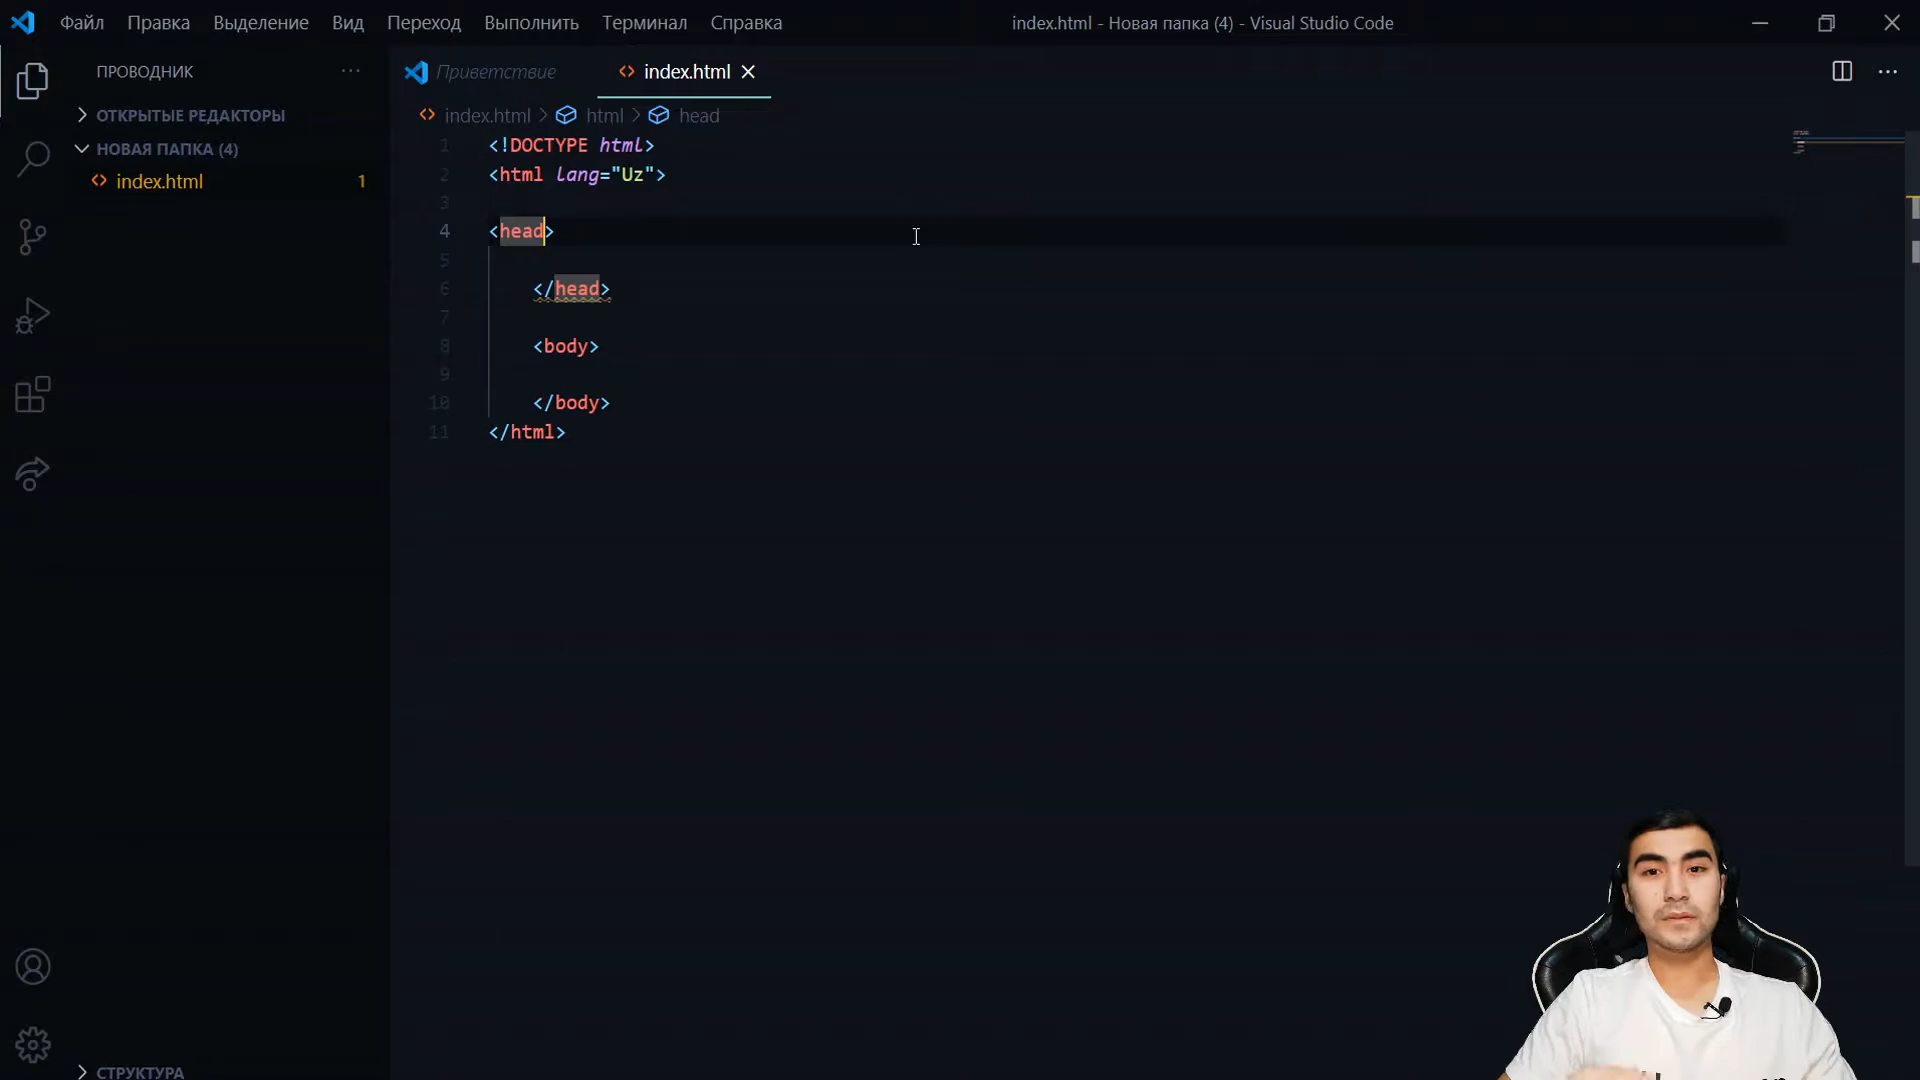 Файл Правка Выделение Вид Переход Выполнить Терминал Справка
index.html - Новая папка (4) - Visual Studio Code
ПРОВОДНИК
ОТКРЫТЫЕ РЕДАКТОРЫ
НОВАЯ ПАПКА (4)
index.html 1
СТРУКТУРА
Приветствие
index.html
index.html > html > head
1 <!DOCTYPE html>
2 <html lang="Uz">
3
4 <head>
5
6 </head>
7
8 <body>
9
10 </body>
11 </html>